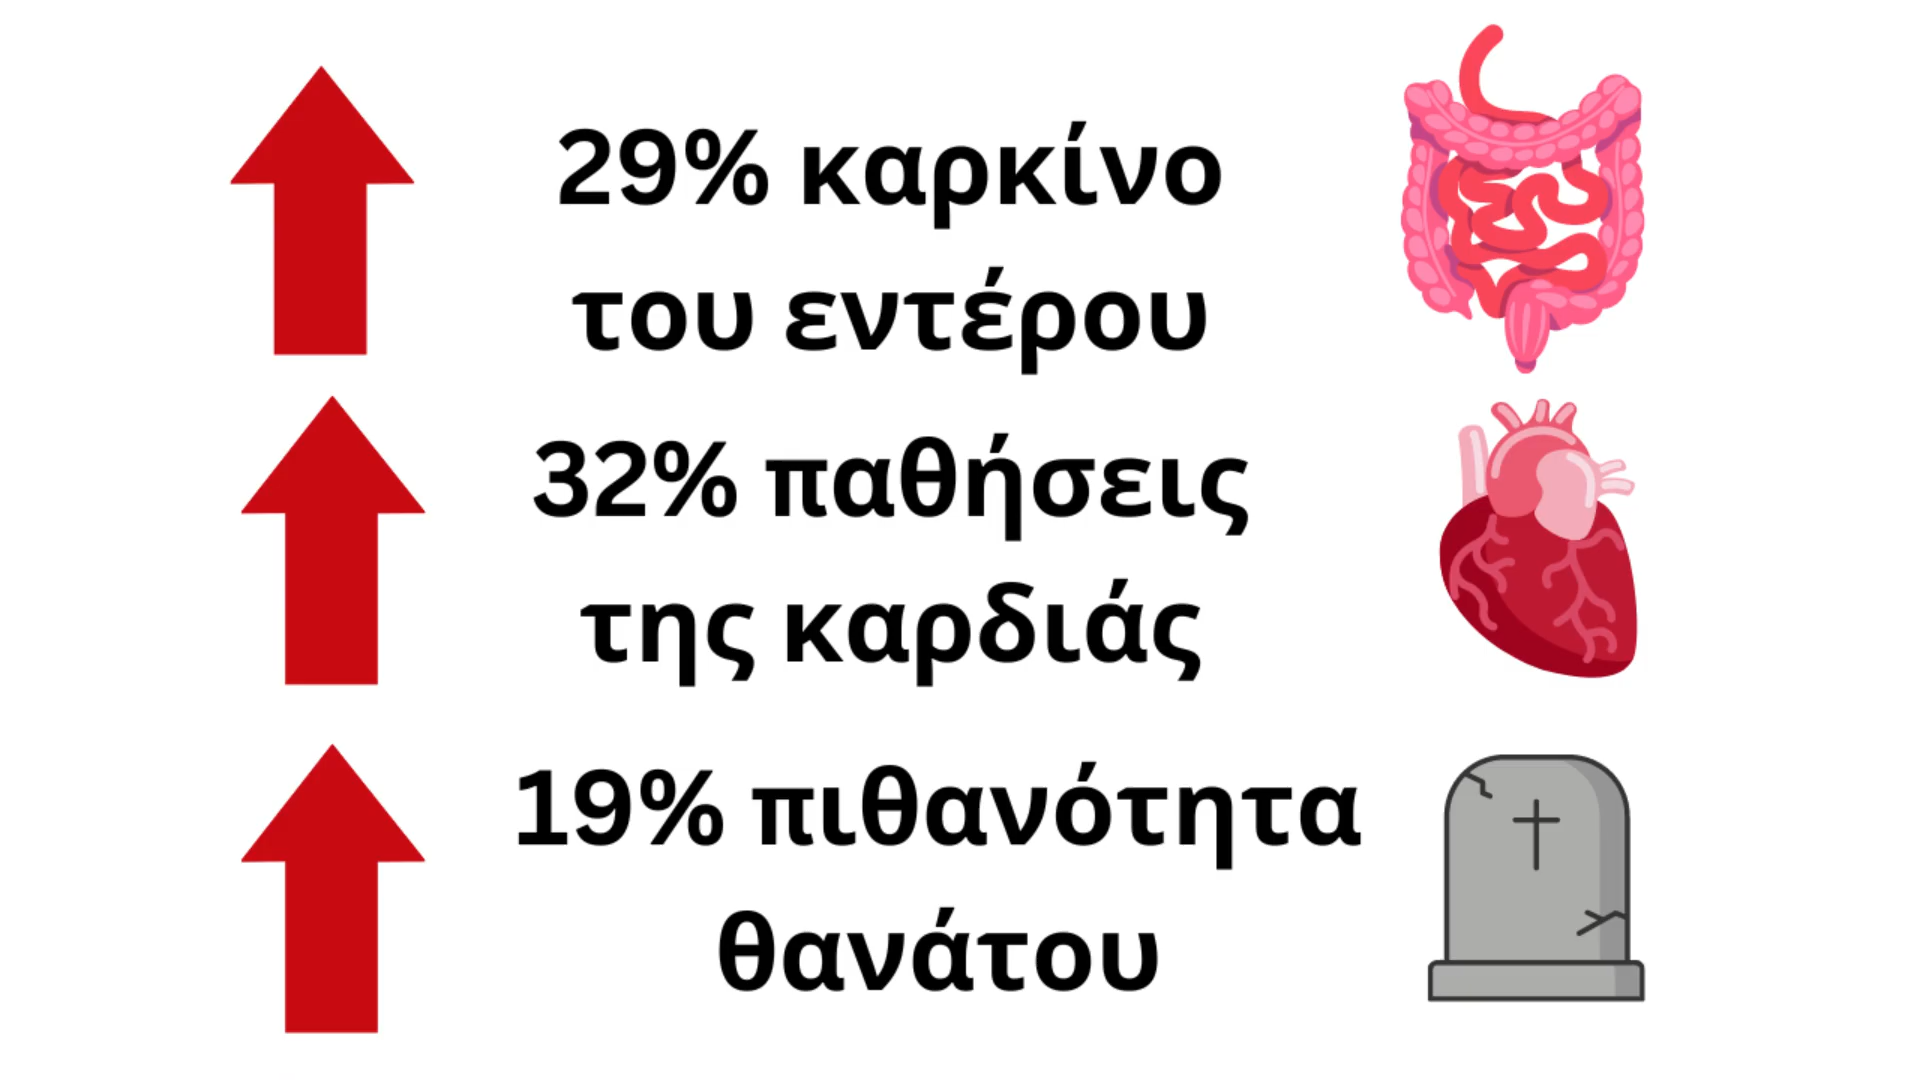 29% καρκίνο
του εντέρου
32% παθήσεις
της καρδιάς
19% πιθανότητα
θανάτου